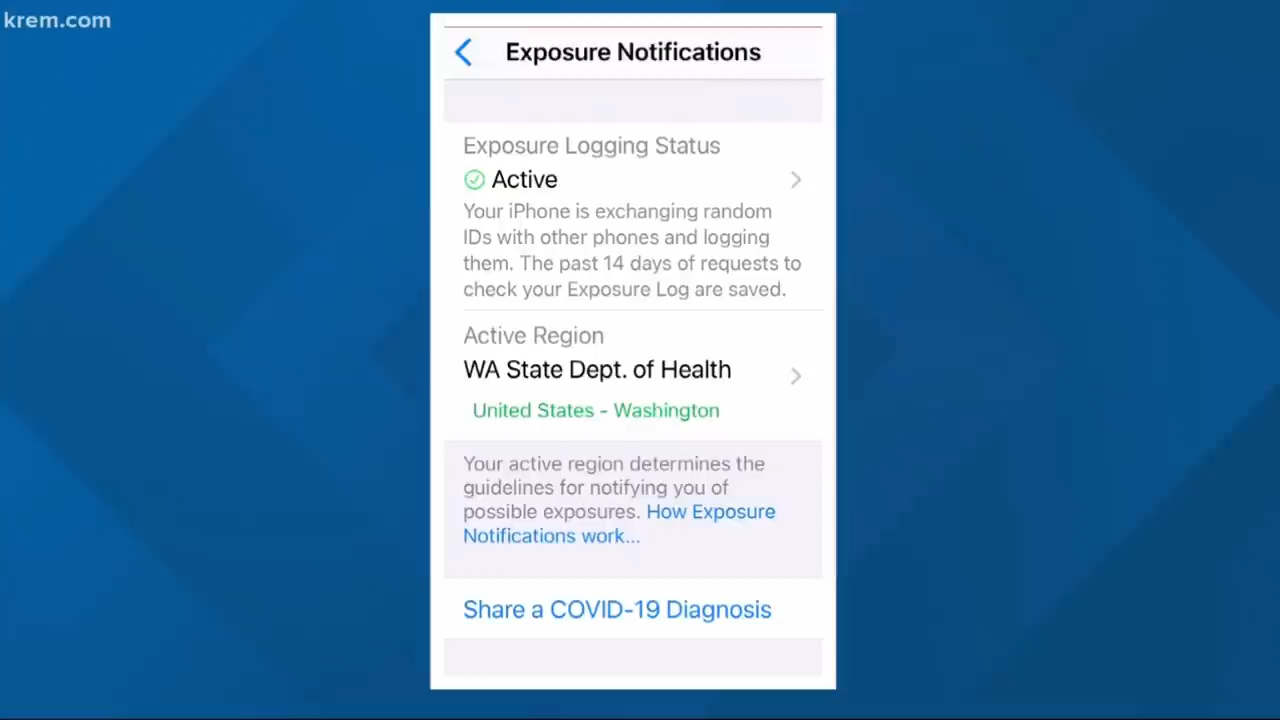 krem.com
Exposure Notifications
Exposure Logging Status
Active
Your iPhone is exchanging random
IDs with other phones and logging
them. The past 14 days of requests to
check your Exposure Log are saved.
Active Region
WA State Dept. of Health
United States - Washington
Your active region determines the
guidelines for notifying you of
possible exposures. How Exposure
Notifications work...
Share a COVID-19 Diagnosis